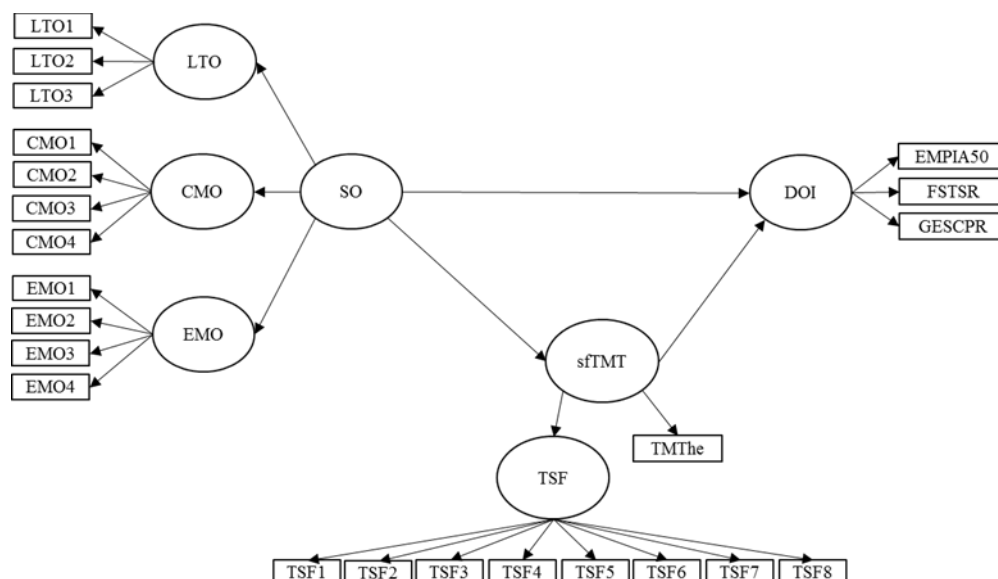 LTO1
LTO2
LTO3
LTO
CMO1
CMO2
CMO3
CMO4
CMO
SO
DOI
EMPIA50
FSTSR
GESCPR
EMO1
EMO2
EMO3
EMO4
EMO
sfTMT
TMThe
TSF
TSF1 TSF2 TSF3 TSF4 TSF5 TSF6 TSF7 TSF8